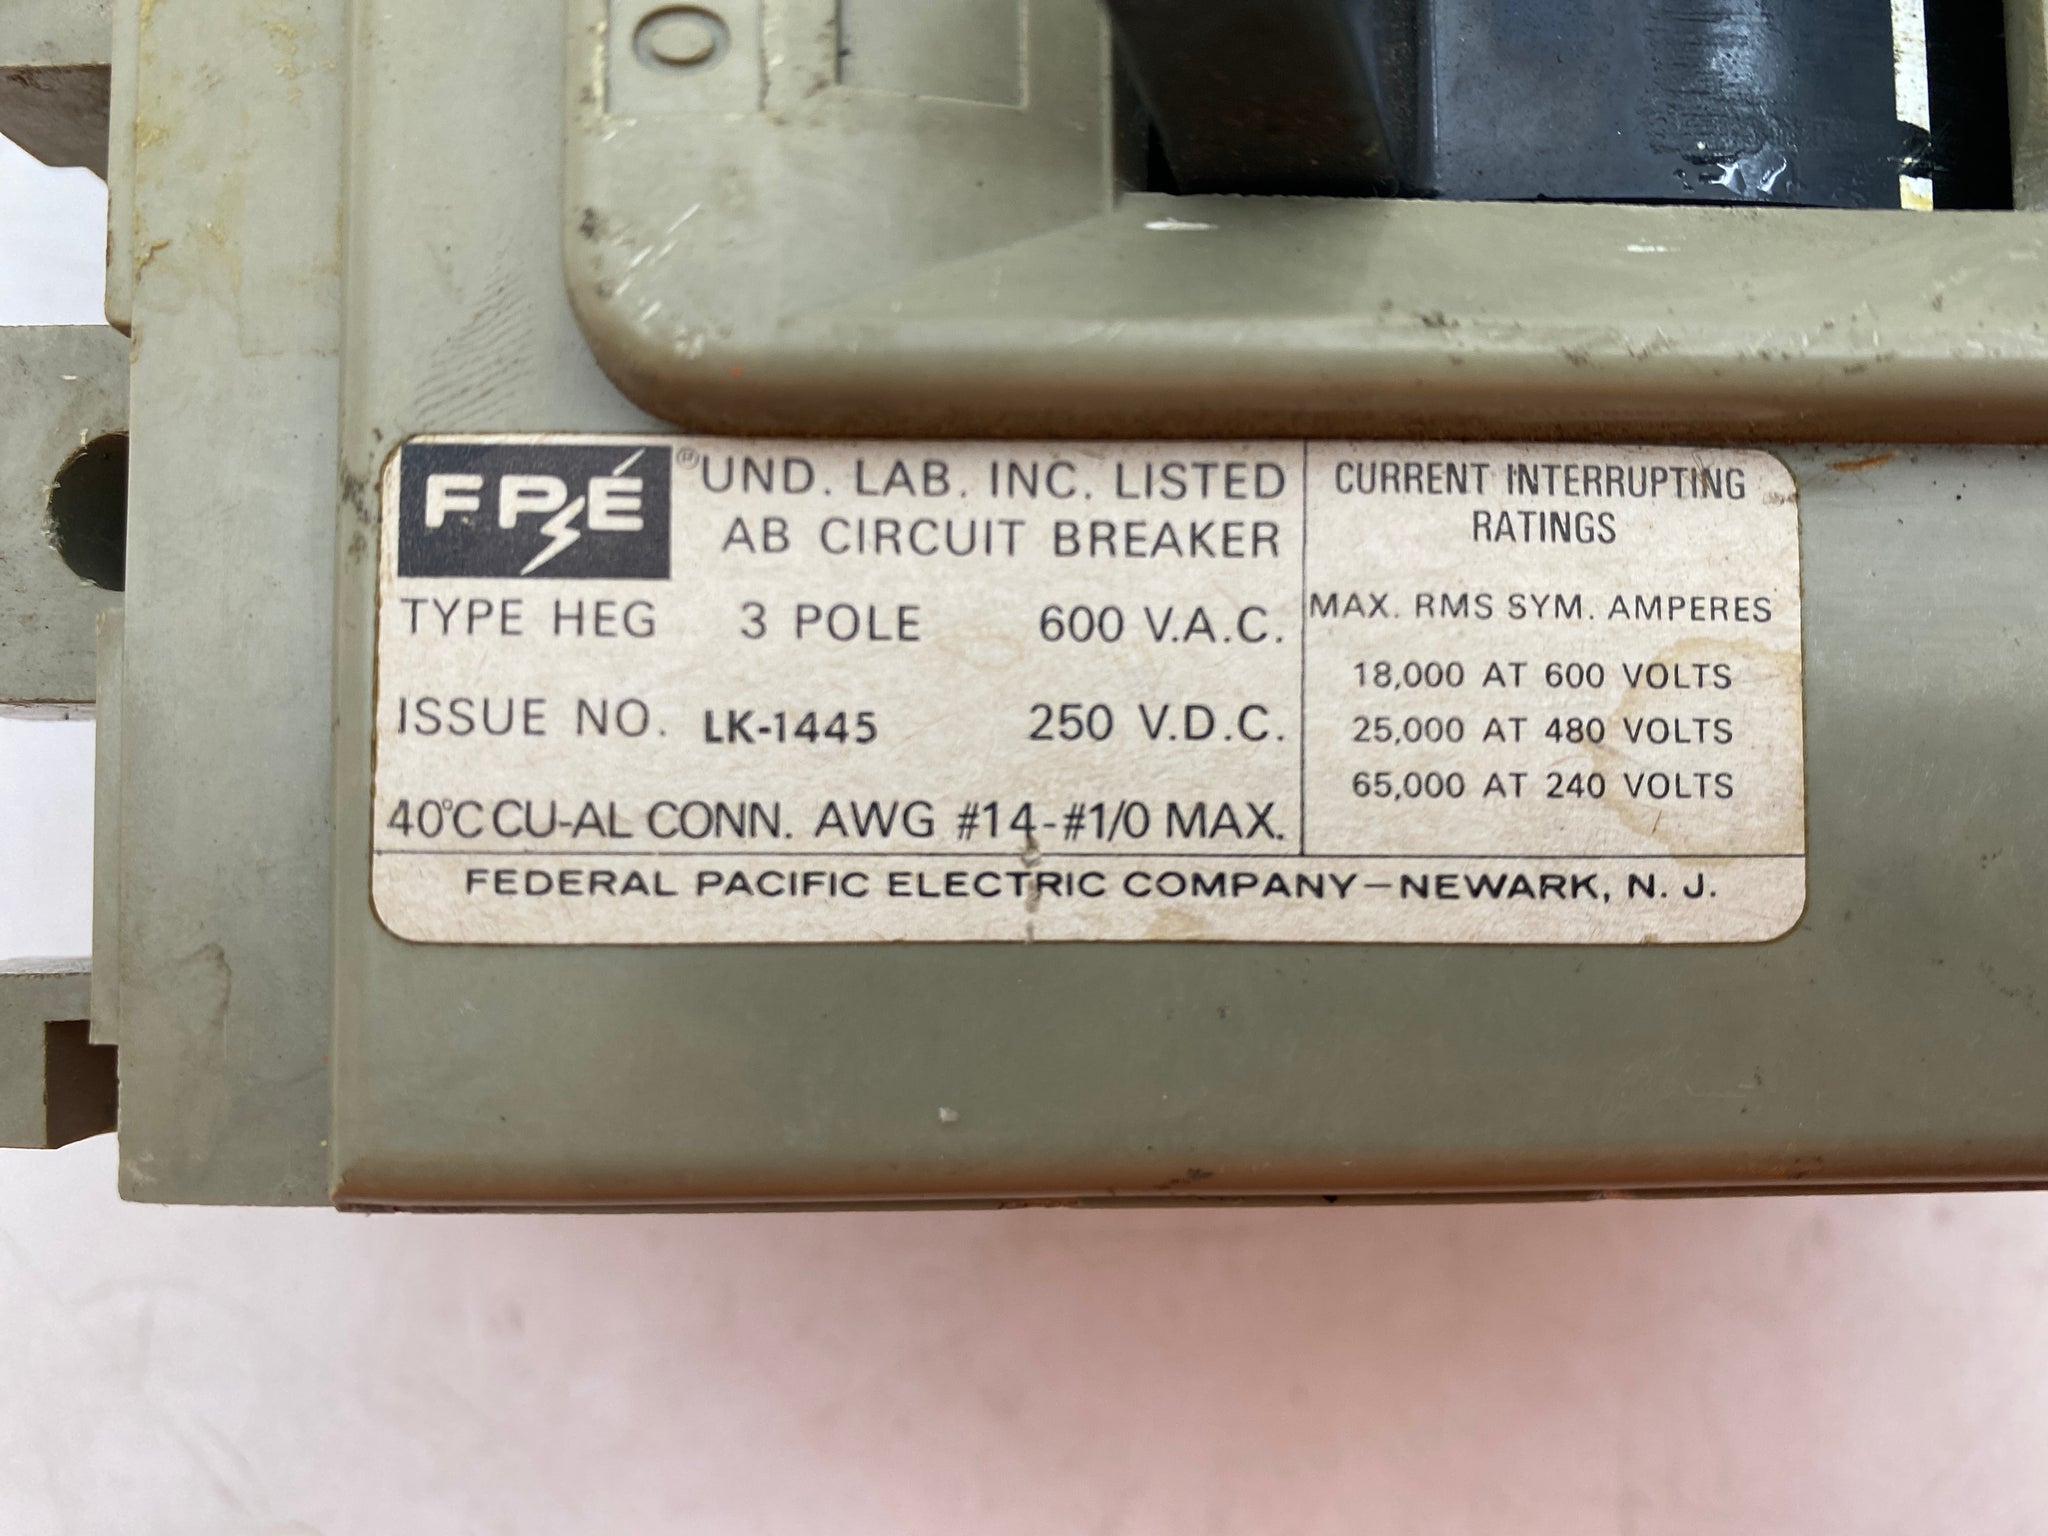 O
FPE ® UND. LAB. INC. LISTED
AB CIRCUIT BREAKER
TYPE HEG 3 POLE 600 V.A.C.
ISSUE NO. LK-1445 250 V.D.C.
40°C CU-AL CONN. AWG #14-#1/0 MAX.
CURRENT INTERRUPTING
RATINGS
MAX. RMS SYM. AMPERES
18,000 AT 600 VOLTS
25,000 AT 480 VOLTS
65,000 AT 240 VOLTS
FEDERAL PACIFIC ELECTRIC COMPANY—NEWARK, N. J.